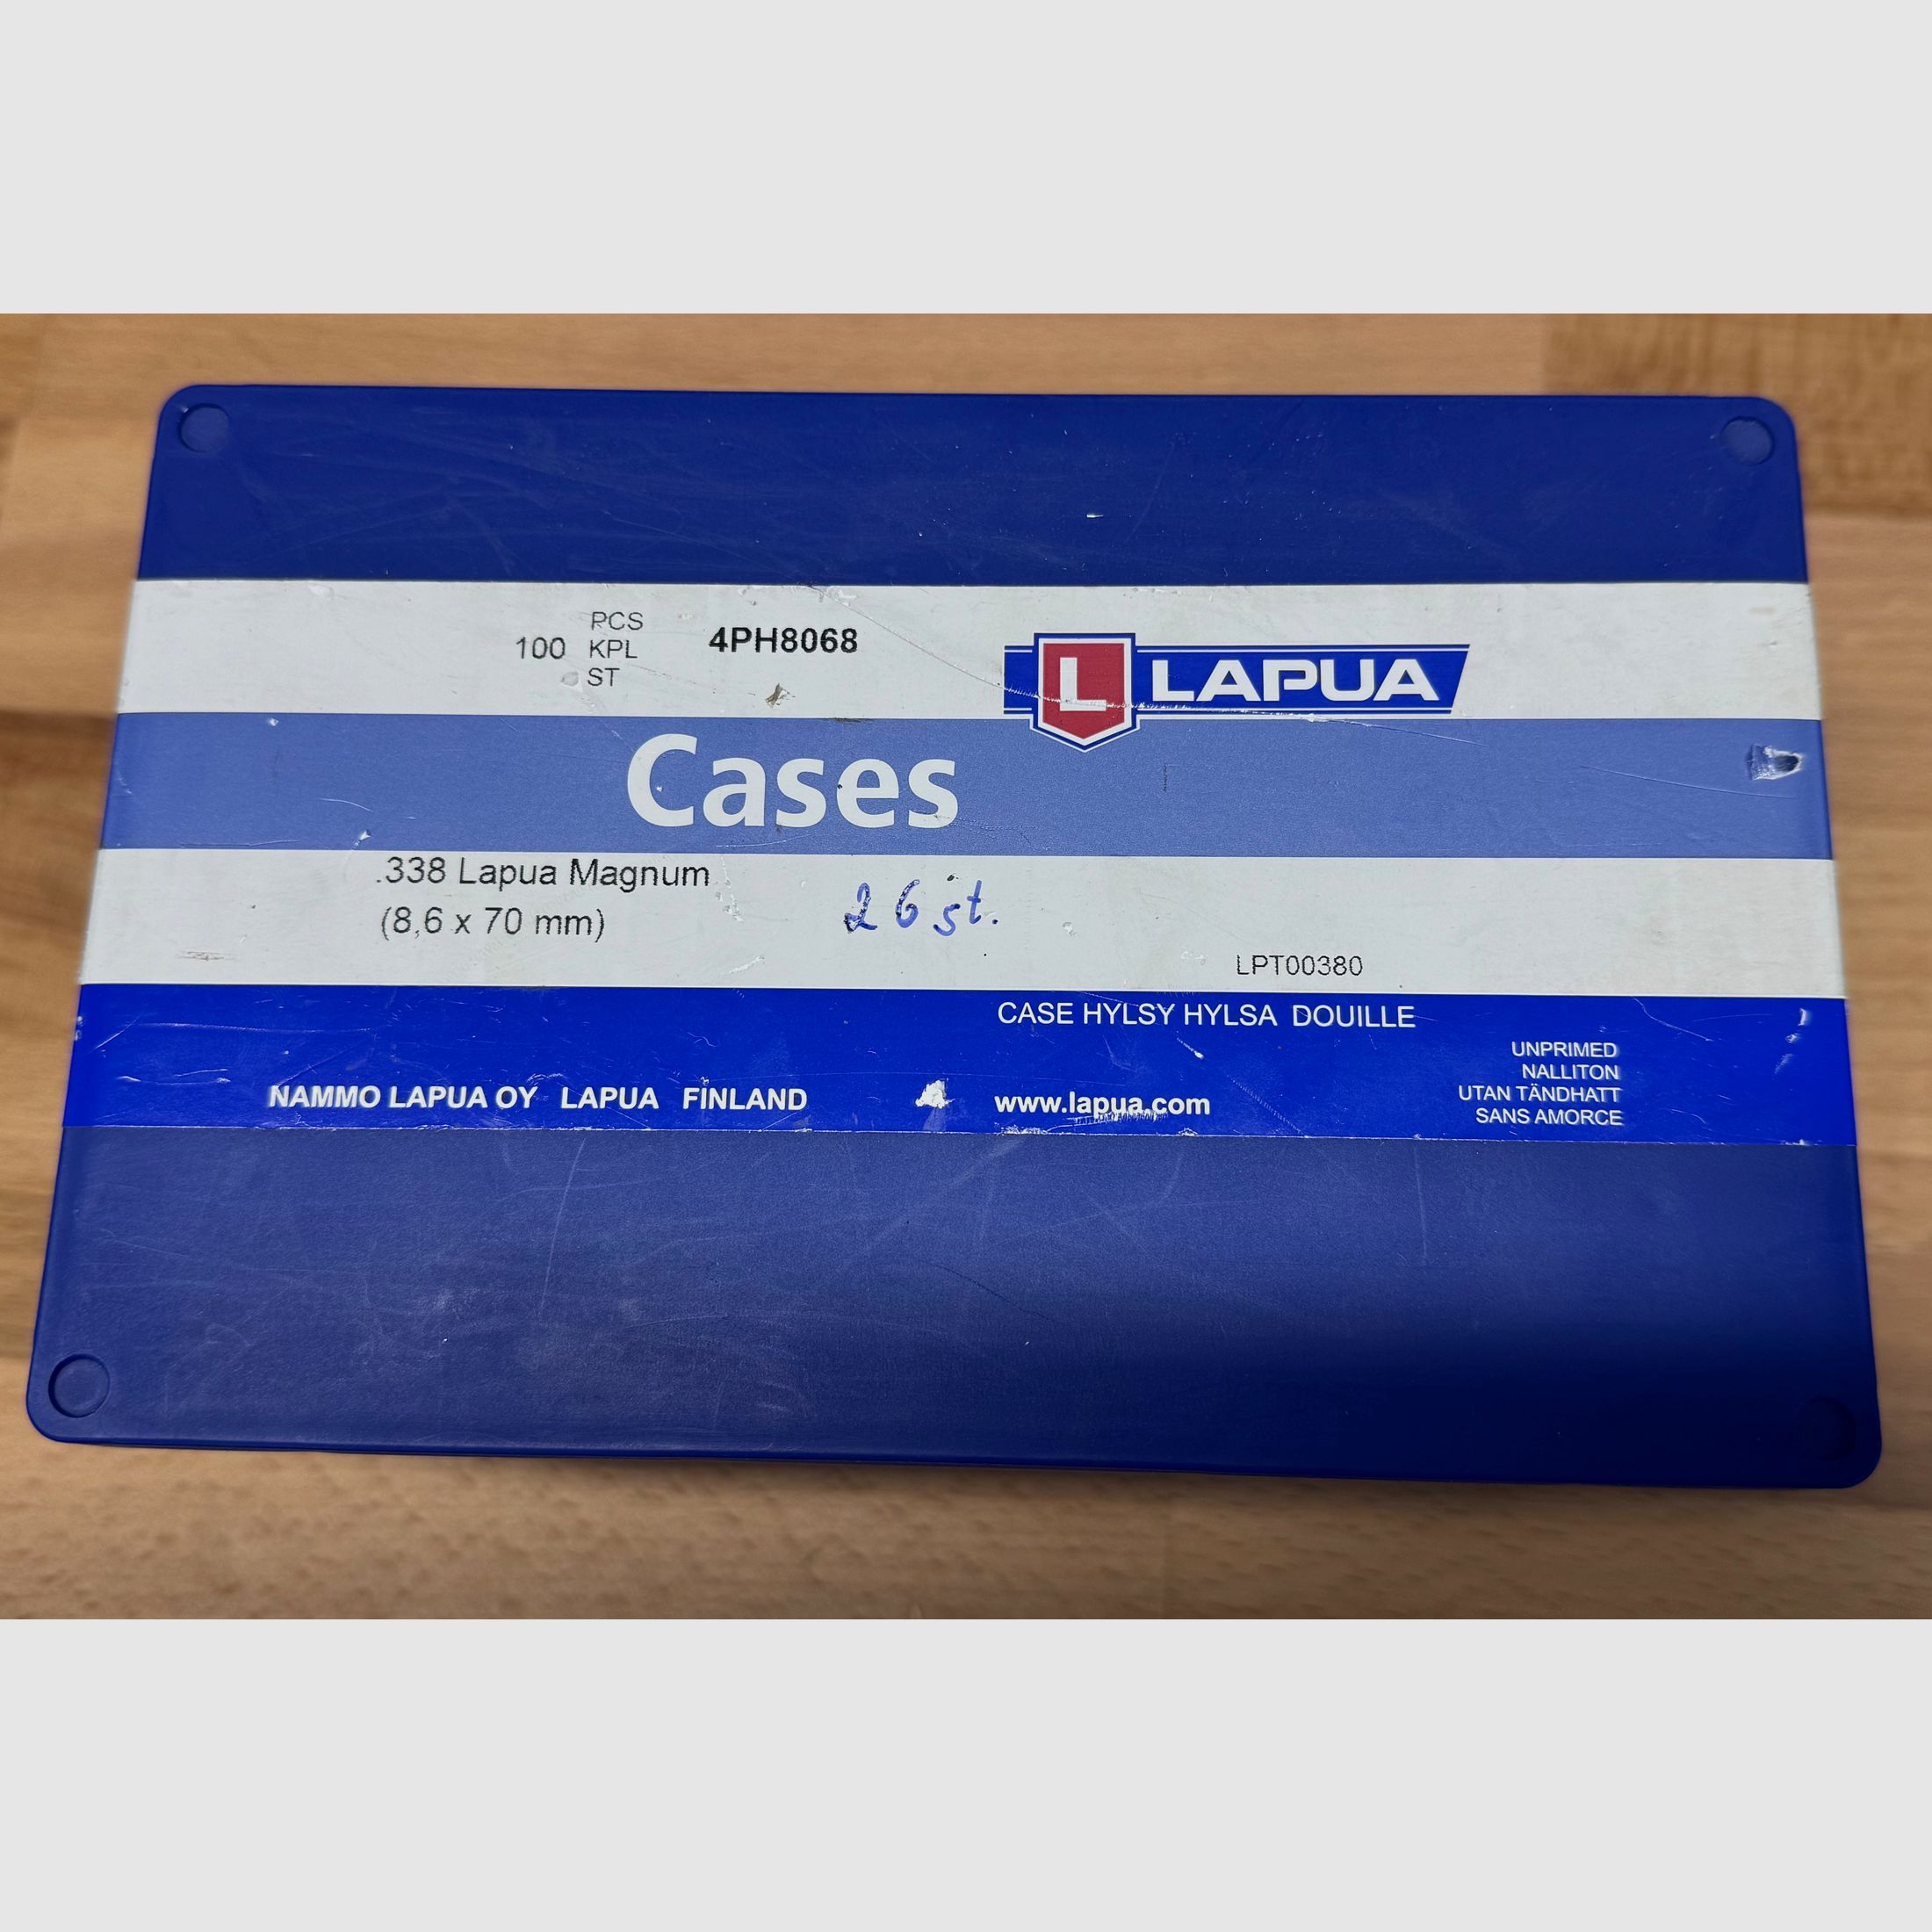 PCS
100 KPL 4PH8068
ST
L LAPUA
Cases
.338 Lapua Magnum
(8,6 x 70 mm)
26 st.
LPT00380
CASE HYLSY HYLSA DOUILLE
UNPRIMED
NALLITON
UTAN TÄNDHATT
SANS AMORCE
NAMMO LAPUA OY LAPUA FINLAND
www.lapua.com